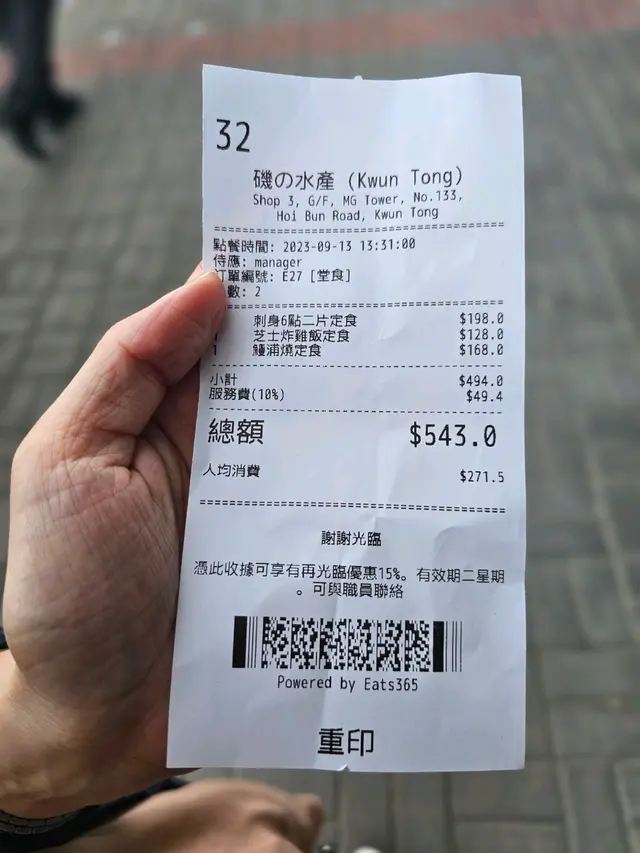 32
磯の水產 (Kwun Tong)
Shop 3, G/F, MG Tower, No.133,
Hoi Bun Road, Kwun Tong
點餐時間: 2023-09-13 13:31:00
侍應: manager
訂單編號: E27 [堂食]
數: 2
刺身6點二片定食 $198.0
芝士炸雞飯定食 $128.0
1 鰻浦燒定食 $168.0
小計 $494.0
服務費(10%) $49.4
總額 $543.0
人均消費 $271.5
謝謝光臨
憑此收據可享有再光臨優惠15%。有效期二星期
。可與職員聯絡
Powered by Eats365
重印